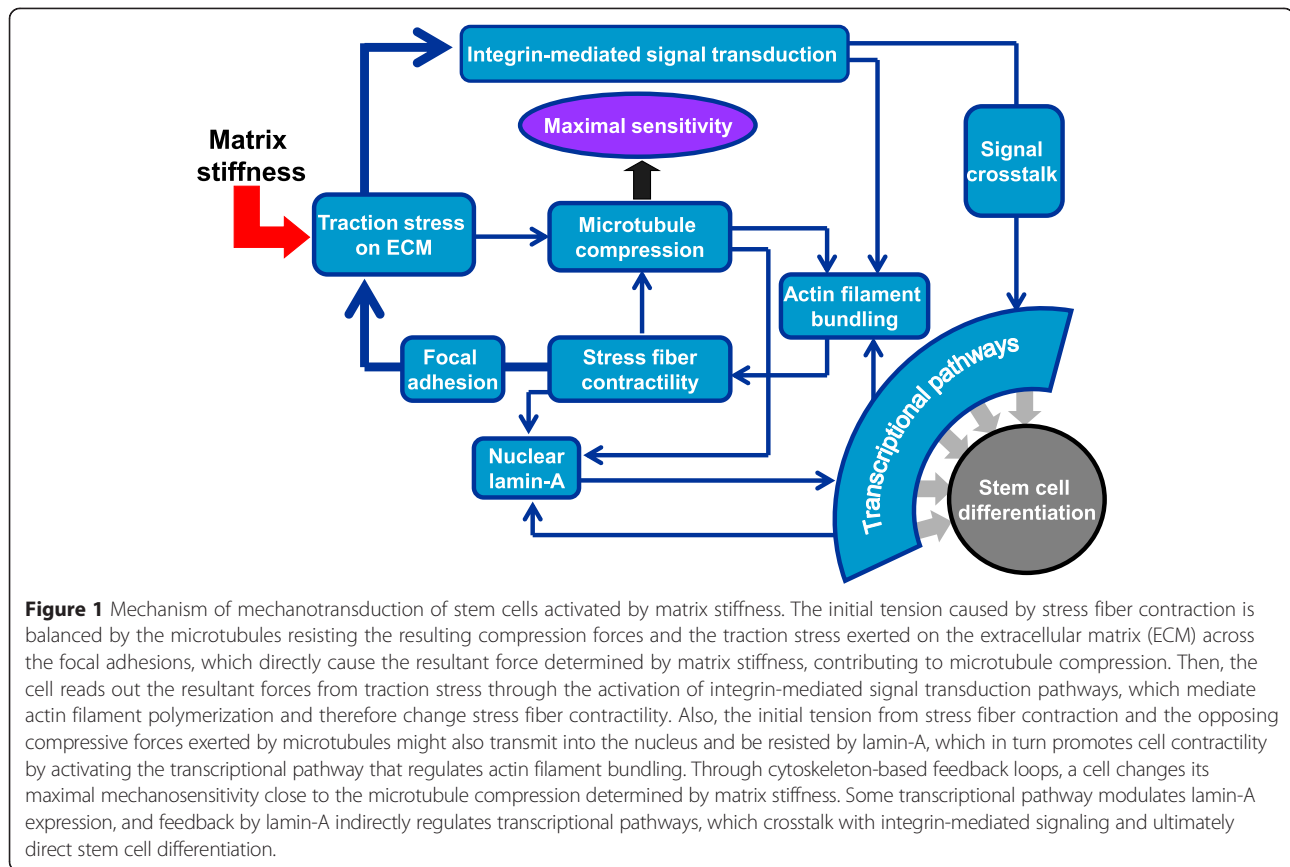 Integrin-mediated signal transduction
Maximal sensitivity
Matrix
stiffness
Signal
crosstalk
Traction stress
on ECM
Microtubule
compression
Actin filament
bundling
Focal
adhesion
Stress fiber
contractility
Nuclear
lamin-A
Transcriptional pathways
Stem cell
differentiation
Figure 1 Mechanism of mechanotransduction of stem cells activated by matrix stiffness. The initial tension caused by stress fiber contraction is
balanced by the microtubules resisting the resulting compression forces and the traction stress exerted on the extracellular matrix (ECM) across
the focal adhesions, which directly cause the resultant force determined by matrix stiffness, contributing to microtubule compression. Then, the
cell reads out the resultant forces from traction stress through the activation of integrin-mediated signal transduction pathways, which mediate
actin filament polymerization and therefore change stress fiber contractility. Also, the initial tension from stress fiber contraction and the opposing
compressive forces exerted by microtubules might also transmit into the nucleus and be resisted by lamin-A, which in turn promotes cell contractility
by activating the transcriptional pathway that regulates actin filament bundling. Through cytoskeleton-based feedback loops, a cell changes its
maximal mechanosensitivity close to the microtubule compression determined by matrix stiffness. Some transcriptional pathway modulates lamin-A
expression, and feedback by lamin-A indirectly regulates transcriptional pathways, which crosstalk with integrin-mediated signaling and ultimately
direct stem cell differentiation.